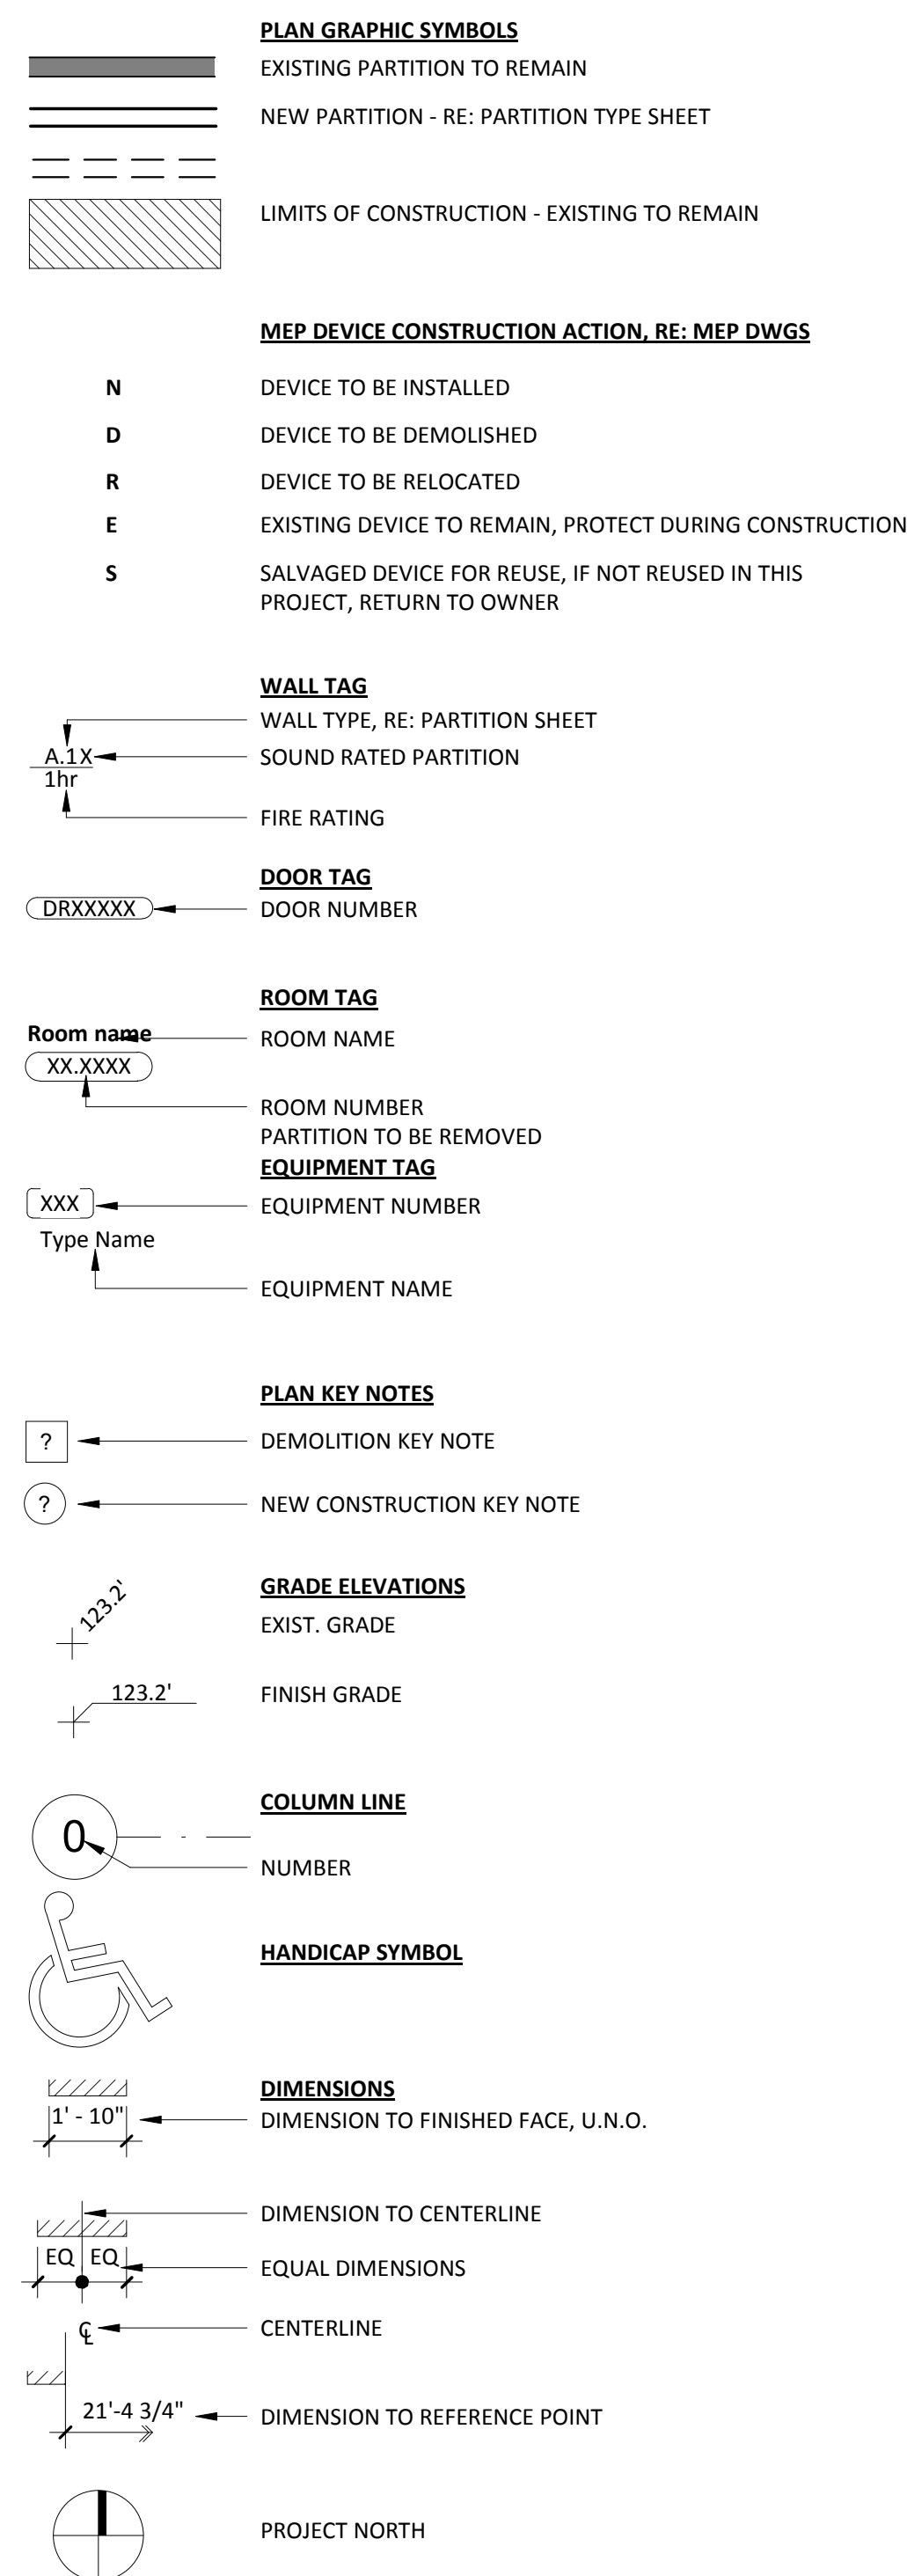 PLAN GRAPHIC SYMBOLS
EXISTING PARTITION TO REMAIN
NEW PARTITION - RE: PARTITION TYPE SHEET
LIMITS OF CONSTRUCTION - EXISTING TO REMAIN
MEP DEVICE CONSTRUCTION ACTION, RE: MEP DWGS
N DEVICE TO BE INSTALLED
D DEVICE TO BE DEMOLISHED
R DEVICE TO BE RELOCATED
E EXISTING DEVICE TO REMAIN, PROTECT DURING CONSTRUCTION
S SALVAGED DEVICE FOR REUSE, IF NOT REUSED IN THIS
PROJECT, RETURN TO OWNER
WALL TAG
WALL TYPE, RE: PARTITION SHEET
A.1X SOUND RATED PARTITION
1hr
FIRE RATING
DOOR TAG
DRXXXXX DOOR NUMBER
ROOM TAG
Room name ROOM NAME
XX.XXXX
ROOM NUMBER
PARTITION TO BE REMOVED
EQUIPMENT TAG
XXX EQUIPMENT NUMBER
Type Name
EQUIPMENT NAME
PLAN KEY NOTES
? DEMOLITION KEY NOTE
? NEW CONSTRUCTION KEY NOTE
GRADE ELEVATIONS
123.2' EXIST. GRADE
123.2' FINISH GRADE
COLUMN LINE
0
NUMBER
HANDICAP SYMBOL
DIMENSIONS
1' - 10" DIMENSION TO FINISHED FACE, U.N.O.
DIMENSION TO CENTERLINE
EQ EQ EQUAL DIMENSIONS
℄ CENTERLINE
21'-4 3/4" DIMENSION TO REFERENCE POINT
PROJECT NORTH